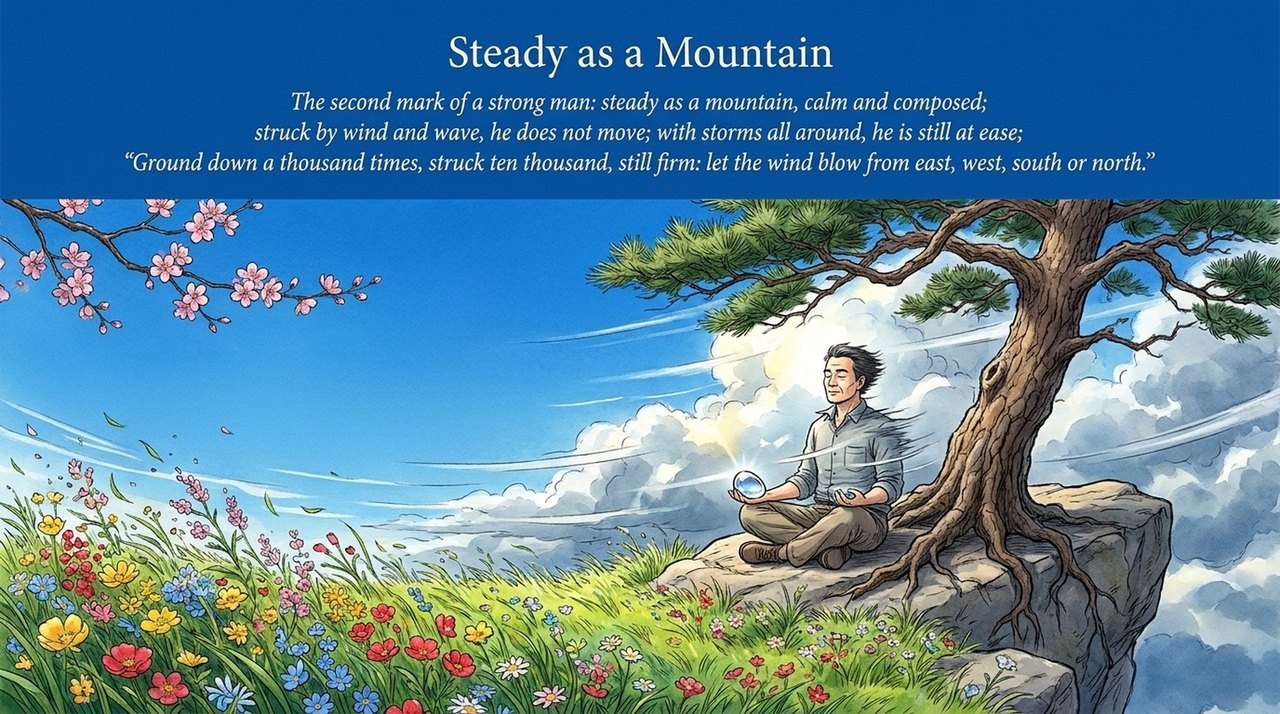 Steady as a Mountain
The second mark of a strong man: steady as a mountain, calm and composed;
struck by wind and wave, he does not move; with storms all around, he is still at ease;
“Ground down a thousand times, struck ten thousand, still firm: let the wind blow from east, west, south or north.”